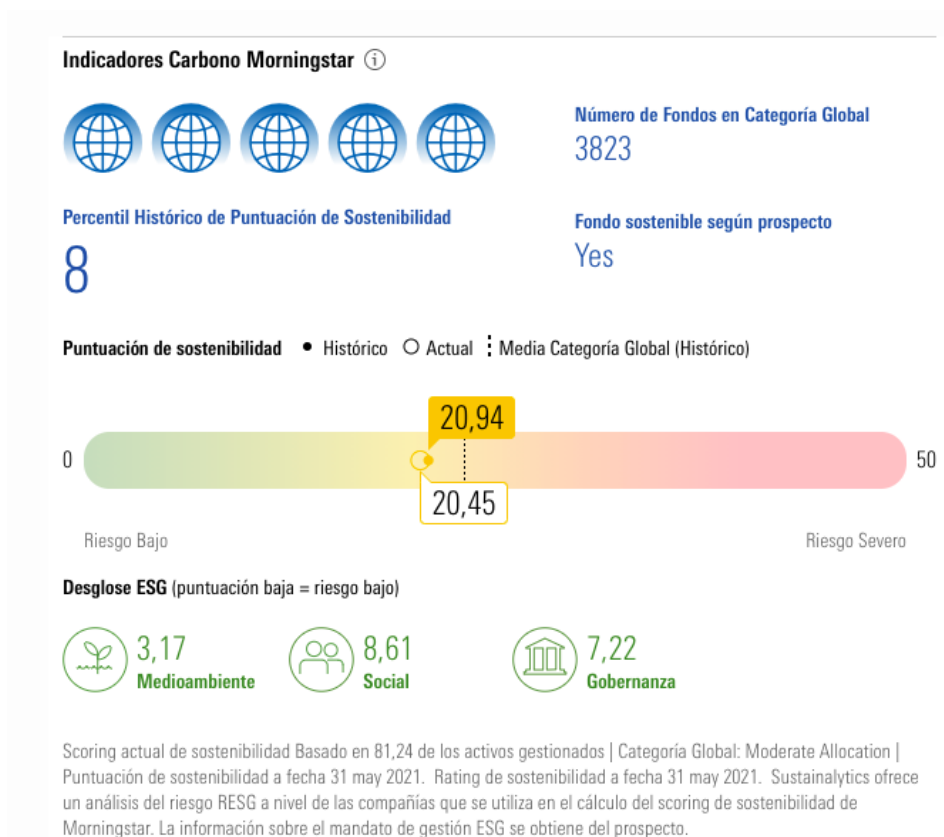 Indicadores Carbono Morningstar i
Número de Fondos en Categoría Global
3823
Percentil Histórico de Puntuación de Sostenibilidad
8
Fondo sostenible según prospecto
Yes
Puntuación de sostenibilidad Histórico Actual Media Categoría Global (Histórico)
20,94
0 50
20,45
Riesgo Bajo Riesgo Severo
Desglose ESG (puntuación baja = riesgo bajo)
3,17 8,61 7,22
Medioambiente Social Gobernanza
Scoring actual de sostenibilidad Basado en 81,24 de los activos gestionados | Categoría Global: Moderate Allocation |
Puntuación de sostenibilidad a fecha 31 may 2021. Rating de sostenibilidad a fecha 31 may 2021. Sustainalytics ofrece
un análisis del riesgo RESG a nivel de las compañías que se utiliza en el cálculo del scoring de sostenibilidad de
Morningstar. La información sobre el mandato de gestión ESG se obtiene del prospecto.